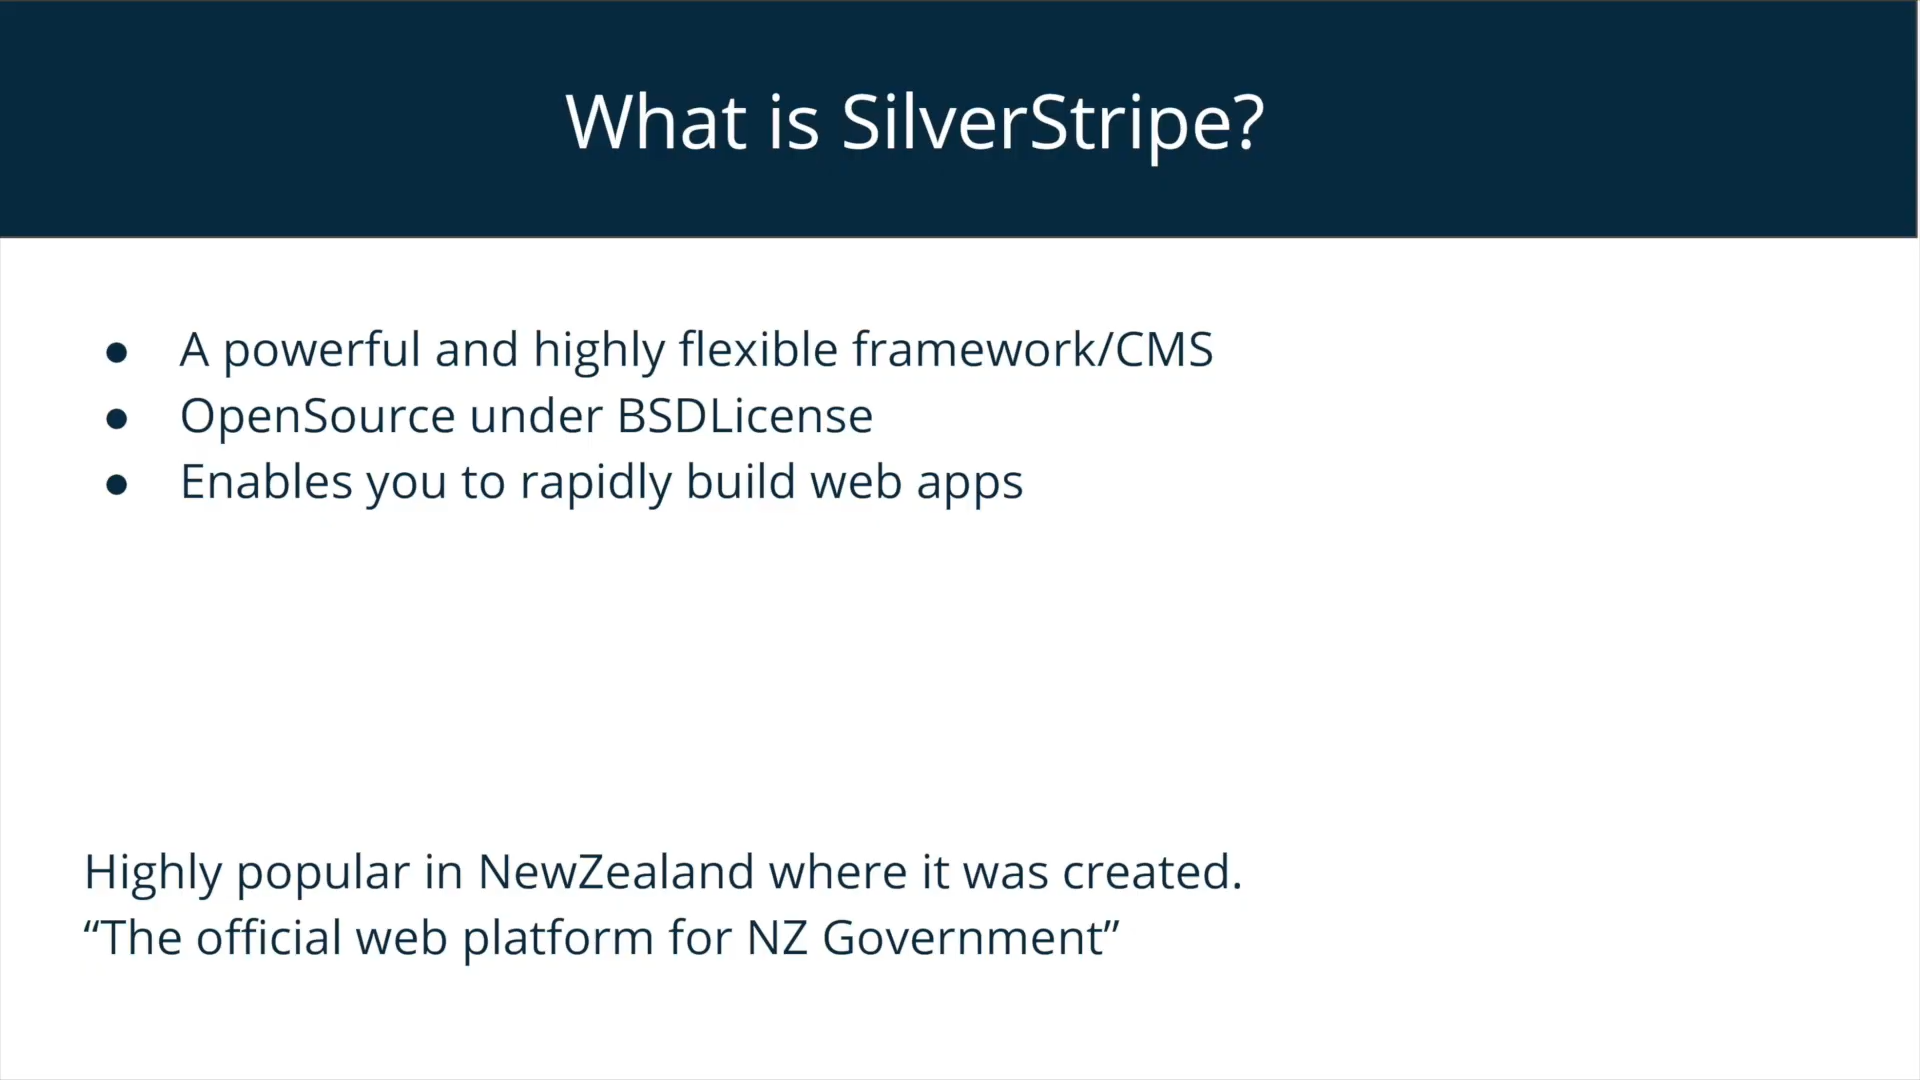 What is SilverStripe?
● A powerful and highly flexible framework/CMS
● OpenSource under BSDLicense
● Enables you to rapidly build web apps
Highly popular in NewZealand where it was created.
“The official web platform for NZ Government”